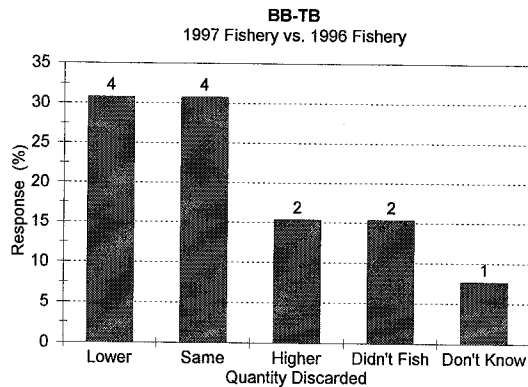 BB-TB
1997 Fishery vs. 1996 Fishery
35
30
25
20
15
10
5
0
Response (%)
4
4
2
2
1
Lower Same Higher Didn't Fish Don't Know
Quantity Discarded